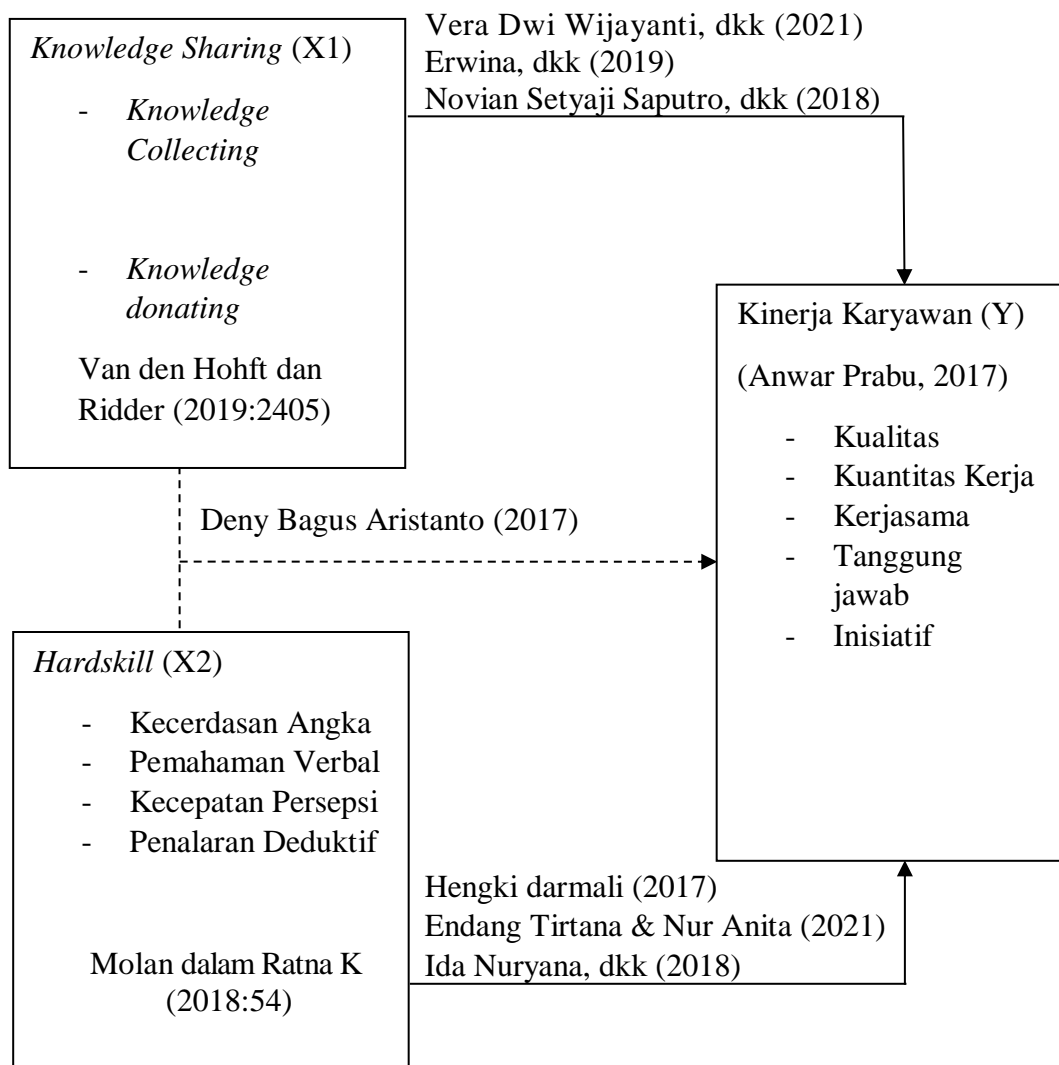 Knowledge Sharing (X1)
- Knowledge
Collecting
- Knowledge
donating
Van den Hohft dan
Ridder (2019:2405)
Vera Dwi Wijayanti, dkk (2021)
Erwina, dkk (2019)
Novian Setyaji Saputro, dkk (2018)
Kinerja Karyawan (Y)
(Anwar Prabu, 2017)
- Kualitas
- Kuantitas Kerja
- Kerjasama
- Tanggung
jawab
- Inisiatif
Deny Bagus Aristanto (2017)
Hardskill (X2)
- Kecerdasan Angka
- Pemahaman Verbal
- Kecepatan Persepsi
- Penalaran Deduktif
Molan dalam Ratna K
(2018:54)
Hengki darmali (2017)
Endang Tirtana & Nur Anita (2021)
Ida Nuryana, dkk (2018)